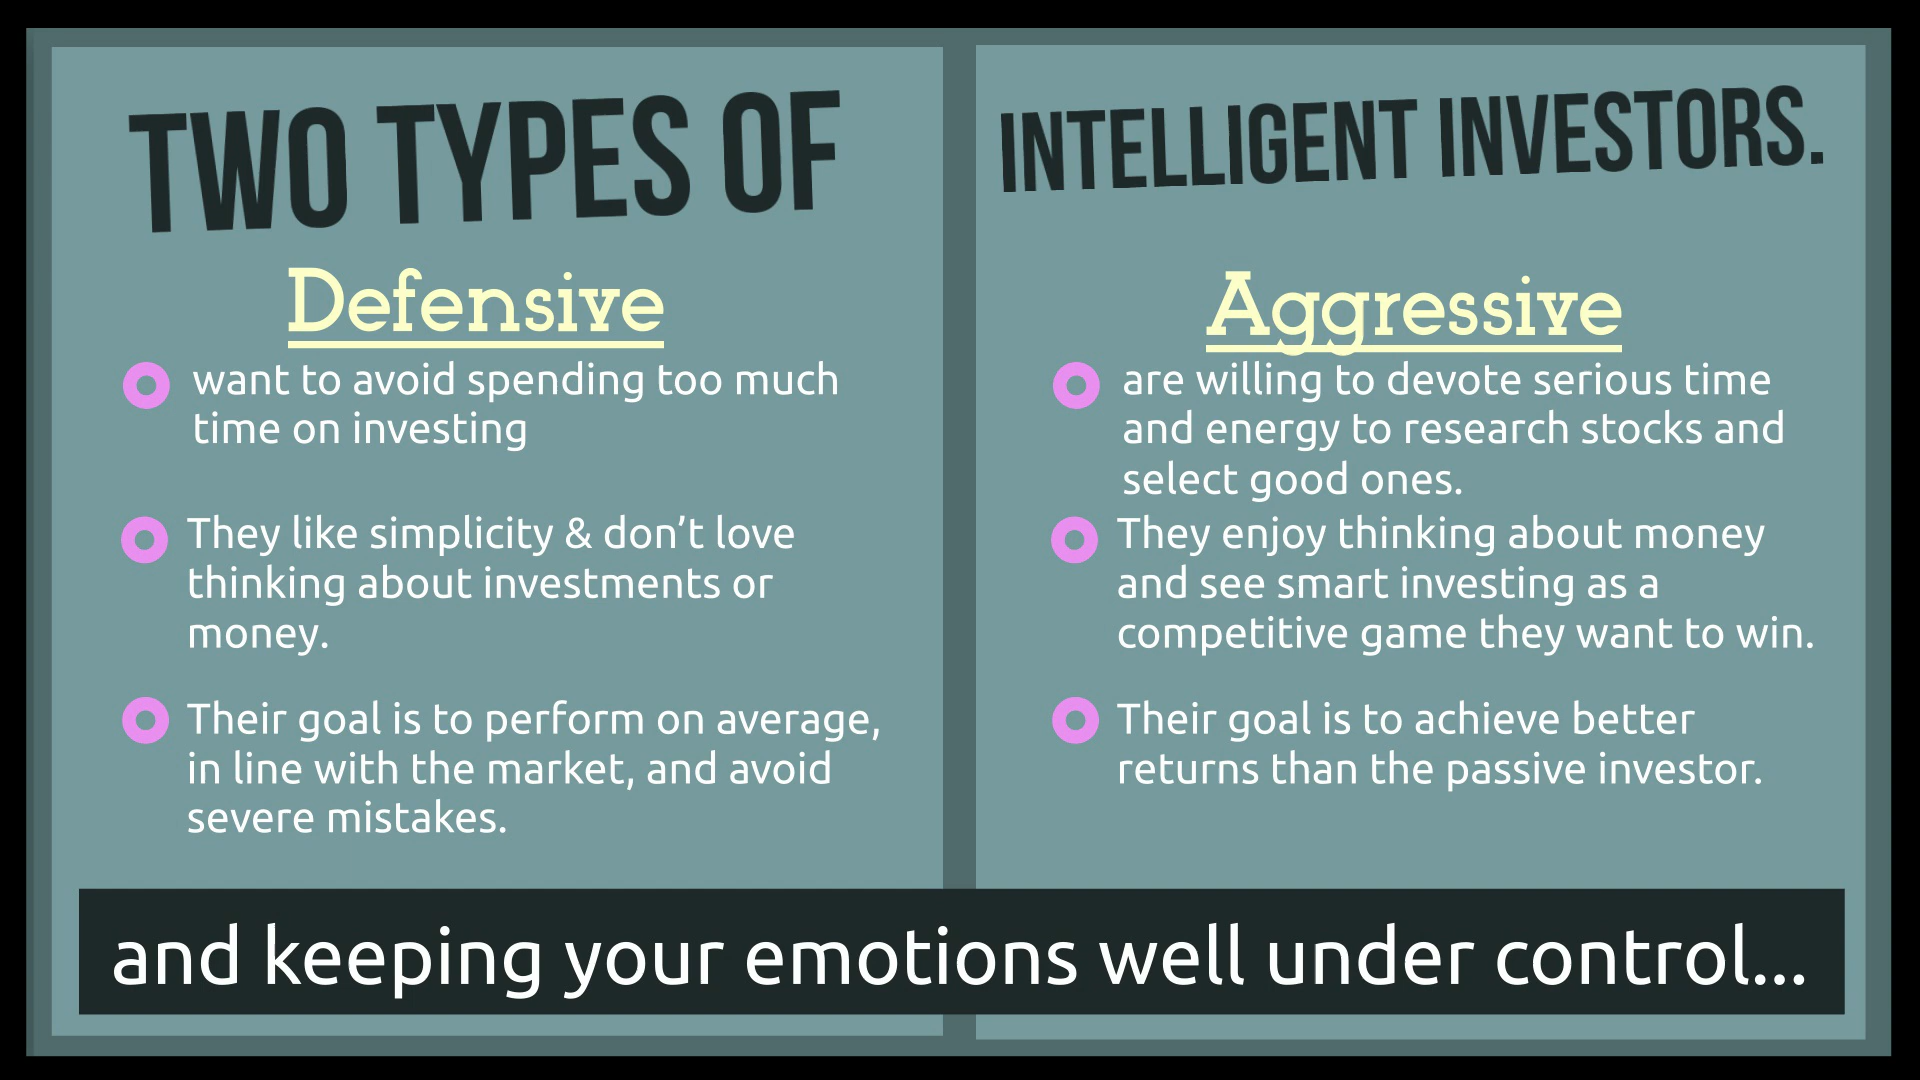 TWO TYPES OF
INTELLIGENT INVESTORS.
Defensive
want to avoid spending too much
time on investing
They like simplicity & don’t love
thinking about investments or
money.
Their goal is to perform on average,
in line with the market, and avoid
severe mistakes.
Aggressive
are willing to devote serious time
and energy to research stocks and
select good ones.
They enjoy thinking about money
and see smart investing as a
competitive game they want to win.
Their goal is to achieve better
returns than the passive investor.
and keeping your emotions well under control...